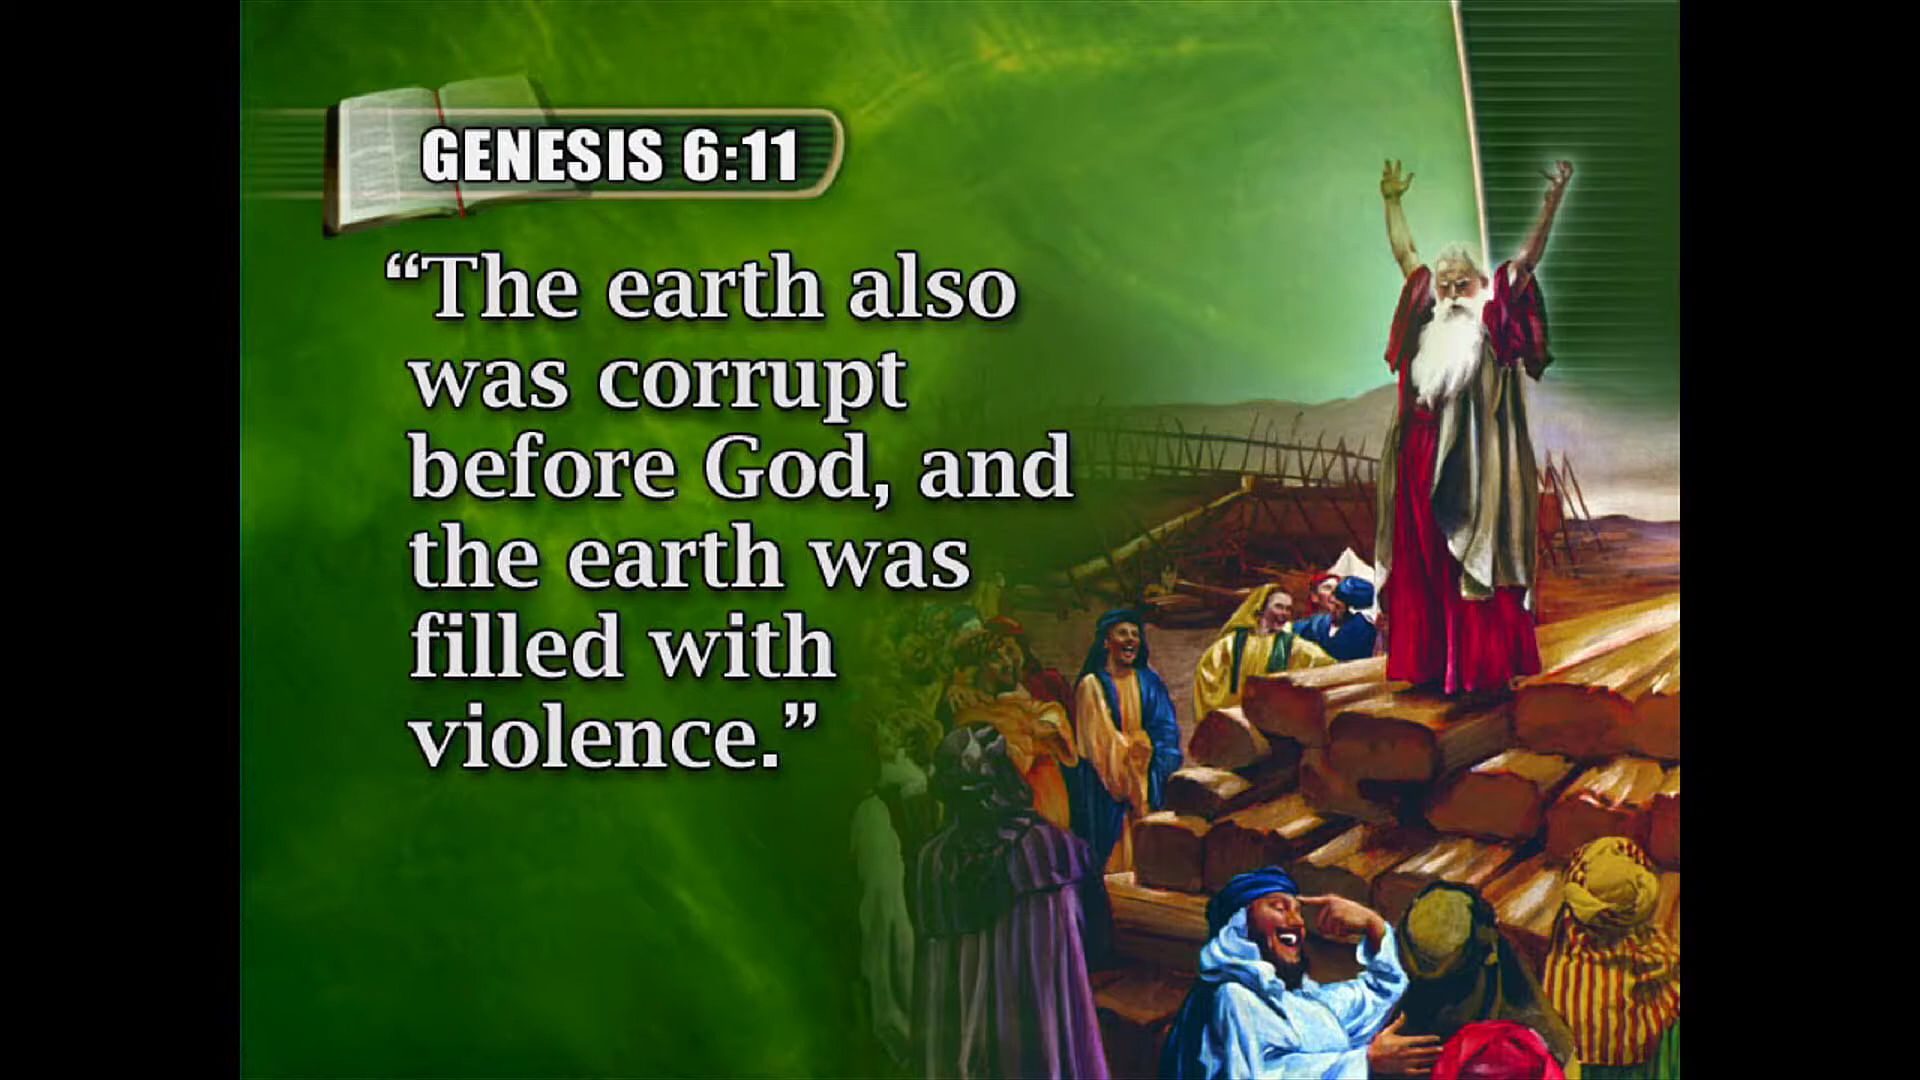 GENESIS 6:11
“The earth also
was corrupt
before God, and
the earth was
filled with
violence.”